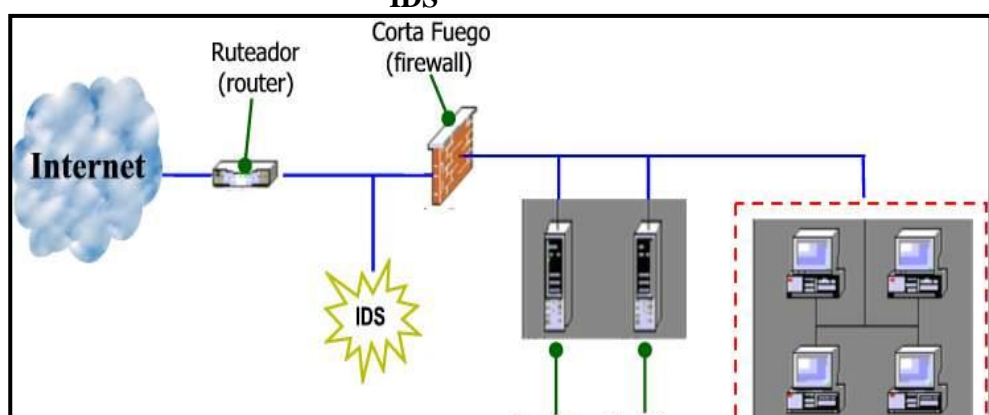 IDS
Corta Fuego
(firewall)
Ruteador
(router)
Internet
IDS